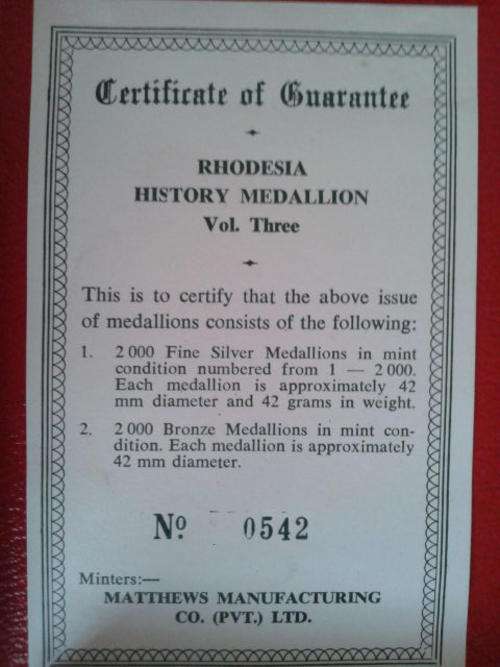 Certificate of Guarantee
RHODESIA
HISTORY MEDALLION
Vol. Three
This is to certify that the above issue
of medallions consists of the following:
1. 2 000 Fine Silver Medallions in mint
condition numbered from 1 — 2 000.
Each medallion is approximately 42
mm diameter and 42 grams in weight.
2. 2 000 Bronze Medallions in mint con-
dition. Each medallion is approximately
42 mm diameter.
Nº 0542
Minters:—
MATTHEWS MANUFACTURING
CO. (PVT.) LTD.